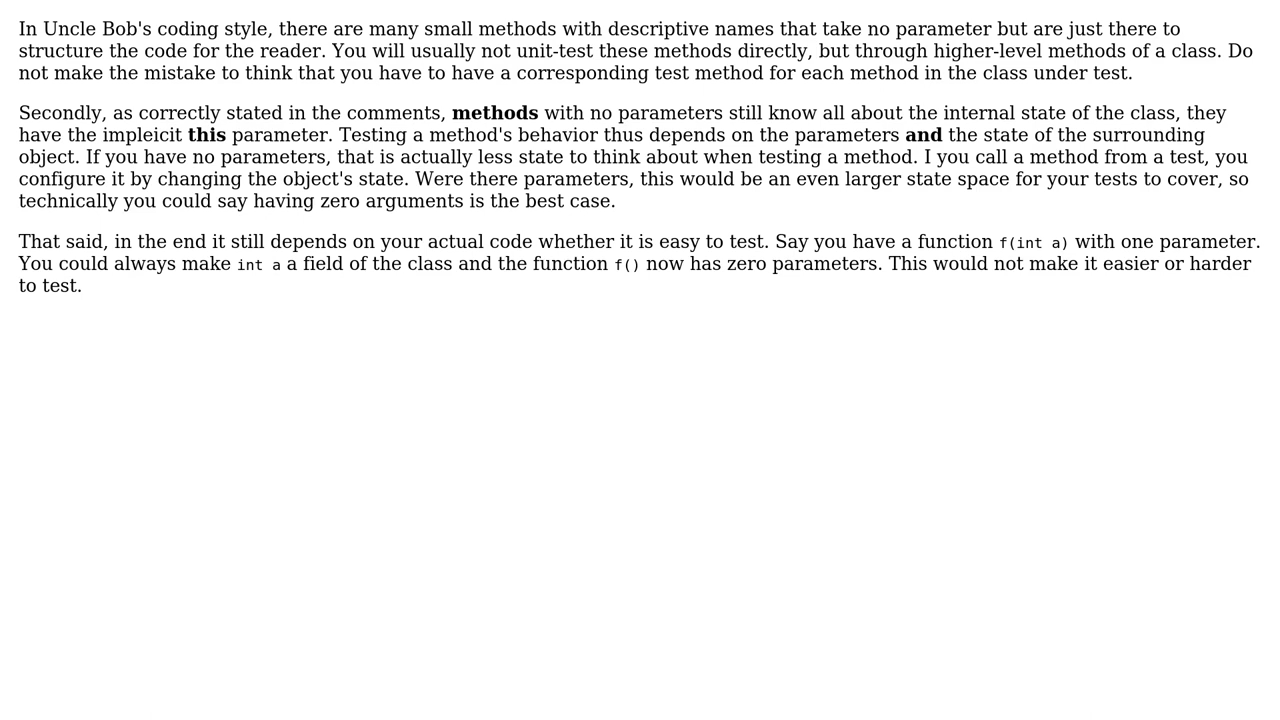 In Uncle Bob's coding style, there are many small methods with descriptive names that take no parameter but are just there to
structure the code for the reader. You will usually not unit-test these methods directly, but through higher-level methods of a class. Do
not make the mistake to think that you have to have a corresponding test method for each method in the class under test.
Secondly, as correctly stated in the comments, methods with no parameters still know all about the internal state of the class, they
have the impleicit this parameter. Testing a method's behavior thus depends on the parameters and the state of the surrounding
object. If you have no parameters, that is actually less state to think about when testing a method. I you call a method from a test, you
configure it by changing the object's state. Were there parameters, this would be an even larger state space for your tests to cover, so
technically you could say having zero arguments is the best case.
That said, in the end it still depends on your actual code whether it is easy to test. Say you have a function f(int a) with one parameter.
You could always make int a a field of the class and the function f() now has zero parameters. This would not make it easier or harder
to test.